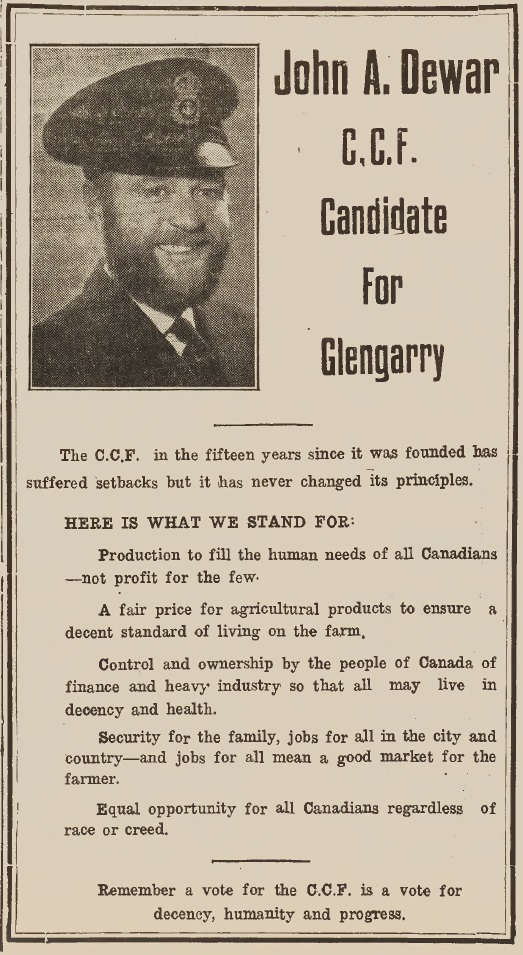 John A. Dewar
C.C.F.
Candidate
For
Glengarry
The C.C.F. in the fifteen years since it was founded has
suffered setbacks but it has never changed its principles.
HERE IS WHAT WE STAND FOR:
Production to fill the human needs of all Canadians
—not profit for the few.
A fair price for agricultural products to ensure a
decent standard of living on the farm.
Control and ownership by the people of Canada of
finance and heavy industry so that all may live in
decency and health.
Security for the family, jobs for all in the city and
country—and jobs for all mean a good market for the
farmer.
Equal opportunity for all Canadians regardless of
race or creed.
Remember a vote for the C.C.F. is a vote for
decency, humanity and progress.